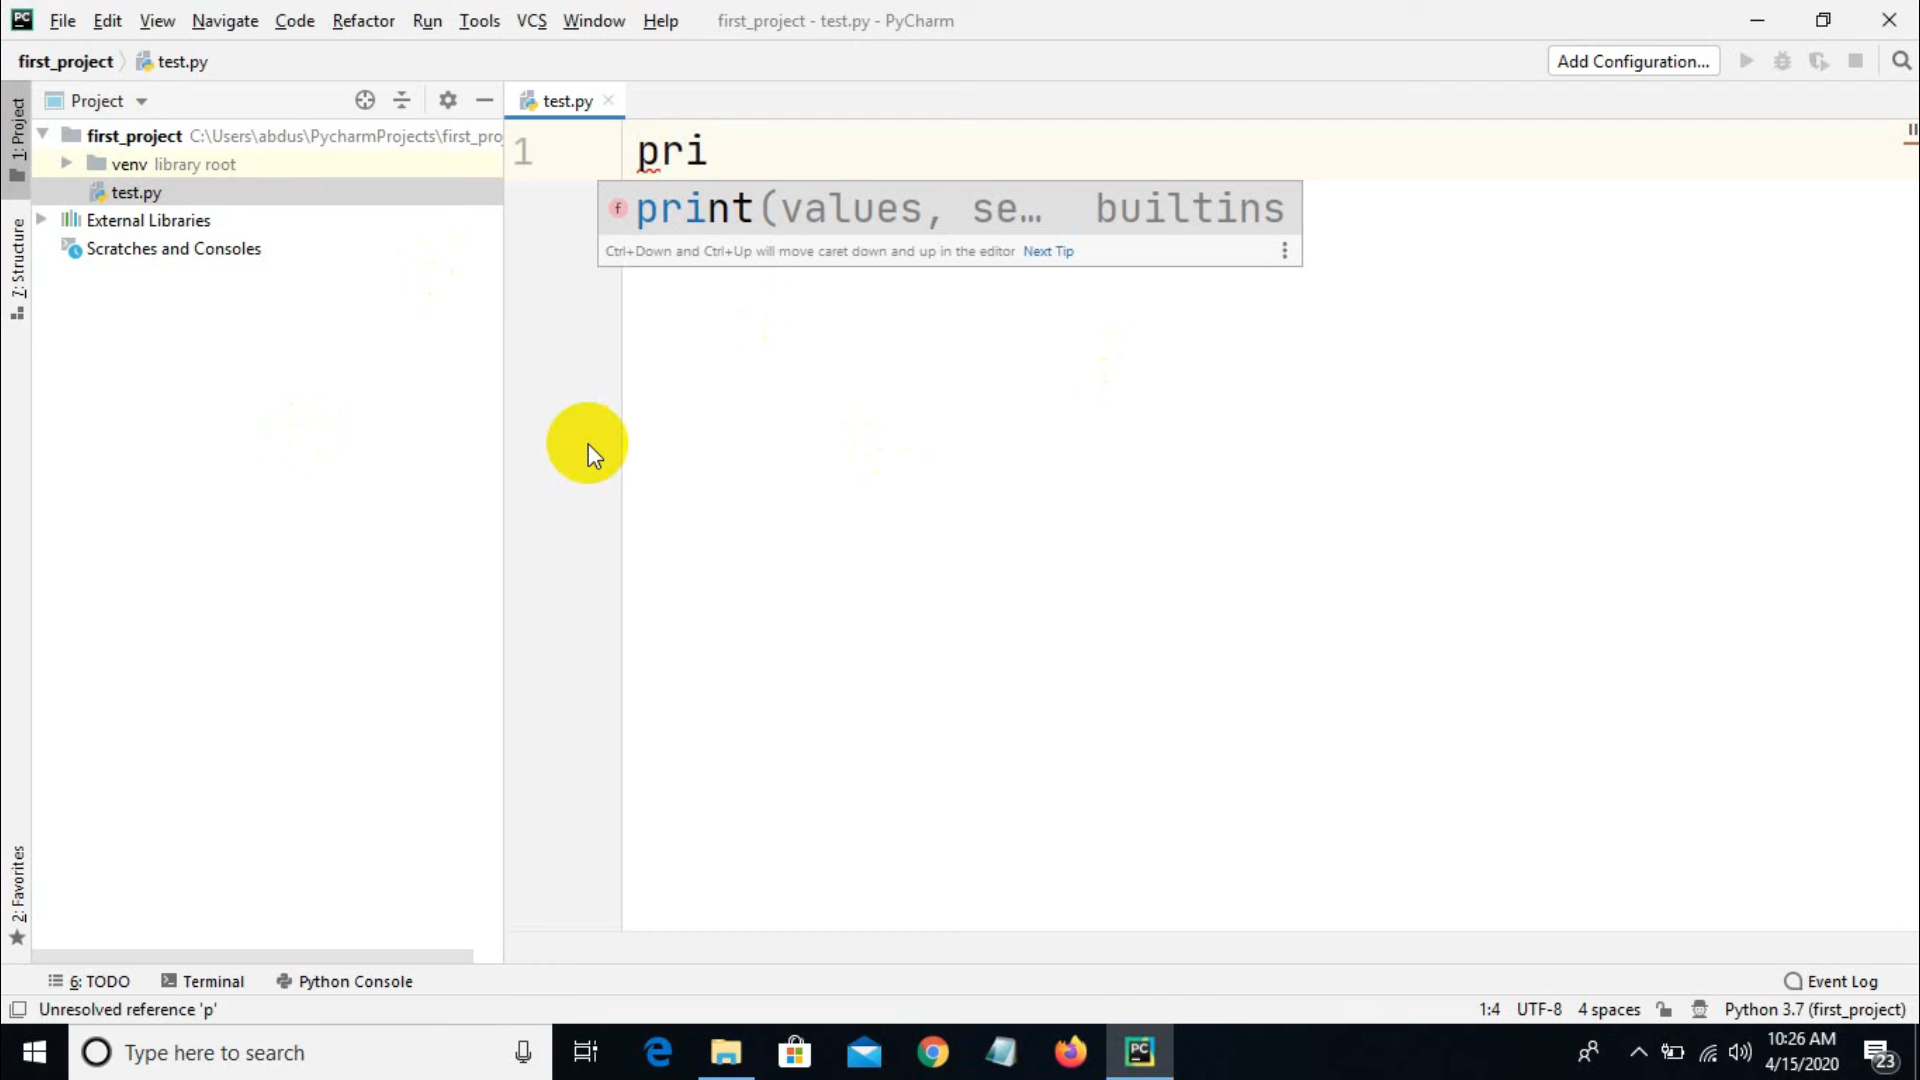 PC File Edit View Navigate Code Refactor Run Tools VCS Window Help first_project - test.py - PyCharm
first_project test.py Add Configuration...
1: Project
Project
test.py
first_project C:\Users\abdus\PycharmProjects\first_pro
venv library root
test.py
External Libraries
Scratches and Consoles
7: Structure
2: Favorites
1 pri
f print(values, se... builtins
Ctrl+Down and Ctrl+Up will move caret down and up in the editor Next Tip
6: TODO Terminal Python Console Event Log
Unresolved reference 'p' 1:4 UTF-8 4 spaces Python 3.7 (first_project)
Type here to search
PC
10:26 AM
4/15/2020
23